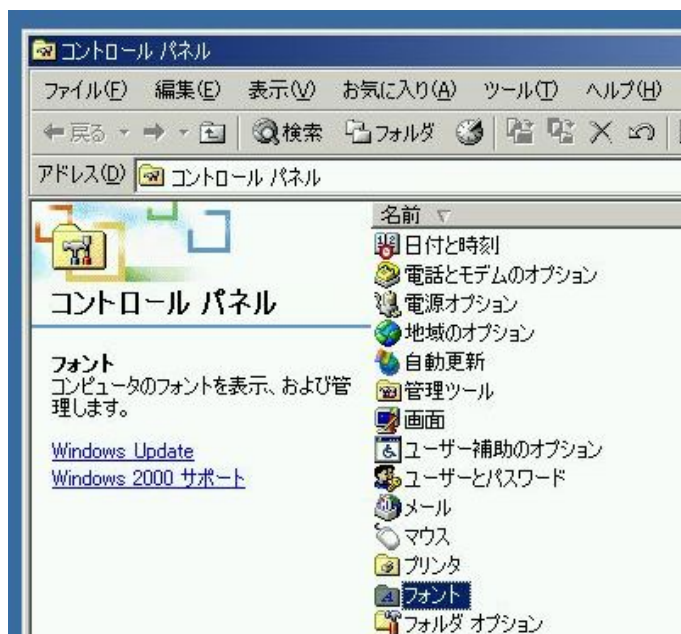 コントロール パネル
ファイル(F) 編集(E) 表示(V) お気に入り(A) ツール(T) ヘルプ(H)
戻る 検索 フォルダ
アドレス(D) コントロール パネル
コントロール パネル
フォント
コンピュータのフォントを表示、および管
理します。
Windows Update
Windows 2000 サポート
名前
日付と時刻
電話とモデムのオプション
電源オプション
地域のオプション
自動更新
管理ツール
画面
ユーザー補助のオプション
ユーザーとパスワード
メール
マウス
プリンタ
フォント
フォルダ オプション